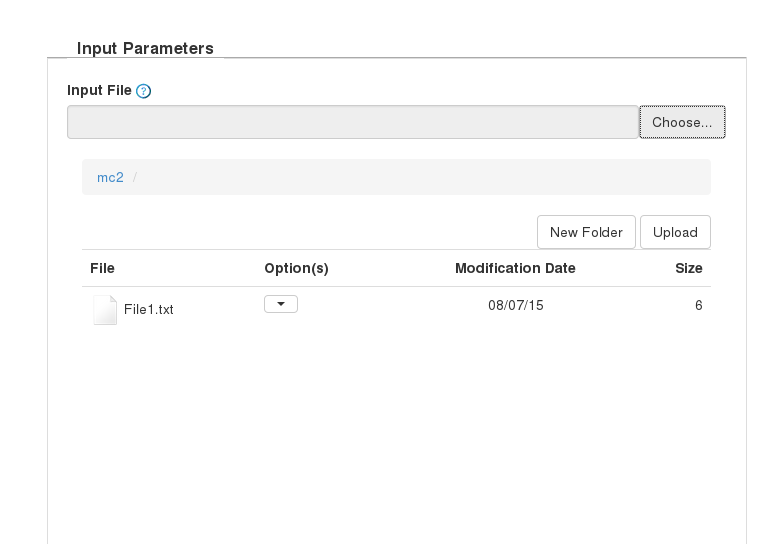 Input Parameters
Input File ?
Choose...
mc2 /
New Folder Upload
File Option(s) Modification Date Size
File1.txt 08/07/15 6